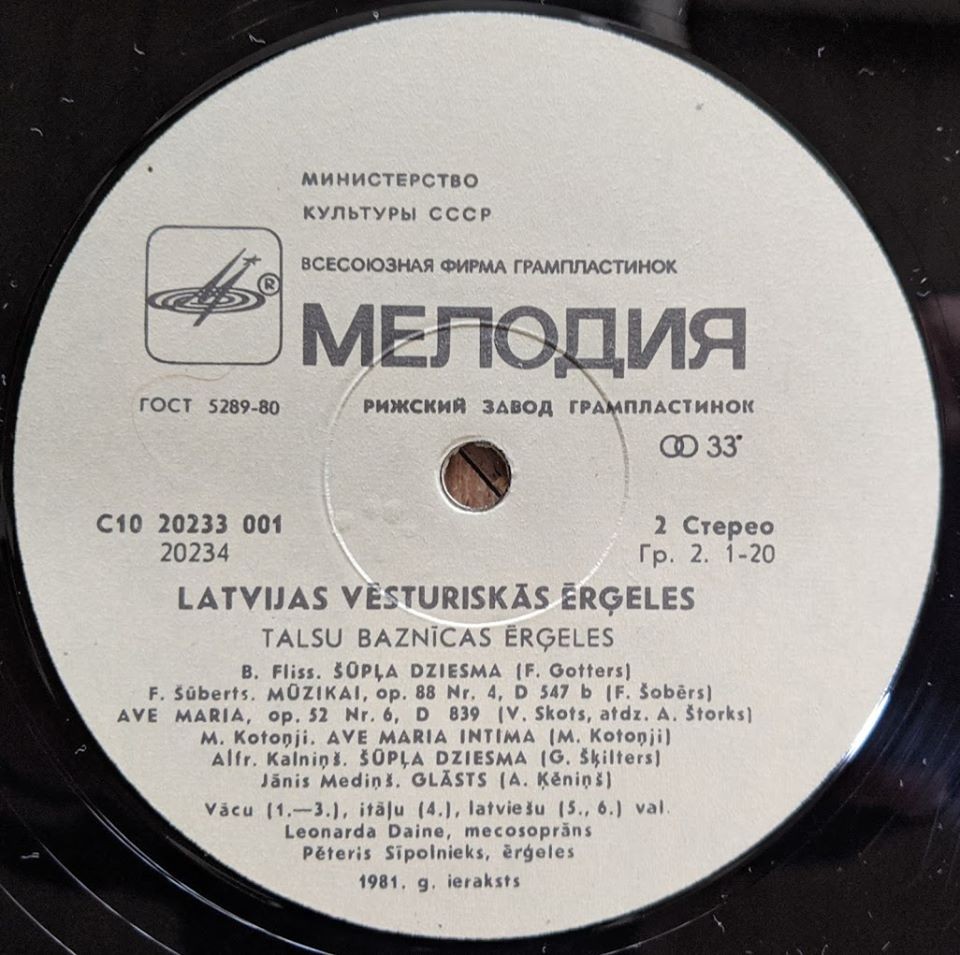 МИНИСТЕРСТВО
КУЛЬТУРЫ СССР
ВСЕСОЮЗНАЯ ФИРМА ГРАМПЛАСТИНОК
®
МЕЛОДИЯ
ГОСТ 5289-80
РИЖСКИЙ ЗАВОД ГРАМПЛАСТИНОК
33
C10 20233 001
20234
2 Стерео
Гр. 2. 1-20
LATVIJAS VĒSTURISKĀS ĒRĢELES
TALSU BAZNĪCAS ĒRĢELES
B. Fliss. ŠŪPĻA DZIESMA (F. Gotters)
F. Šūberts. MŪZIKAI, op. 88 Nr. 4, D 547 b (F. Šobērs)
AVE MARIA, op. 52 Nr. 6, D 839 (V. Skots, atdz. A. Štorks)
M. Kotoņji. AVE MARIA INTIMA (M. Kotoņji)
Alfr. Kalniņš. ŠŪPĻA DZIESMA (G. Šķilters)
Jānis Mediņš. GLĀSTS (A. Ķēniņš)
Vācu (1.—3.), itāļu (4.), latviešu (5., 6.) val.
Leonarda Daine, mecosoprāns
Pēteris Sīpolnieks, ērģeles
1981. g. ieraksts